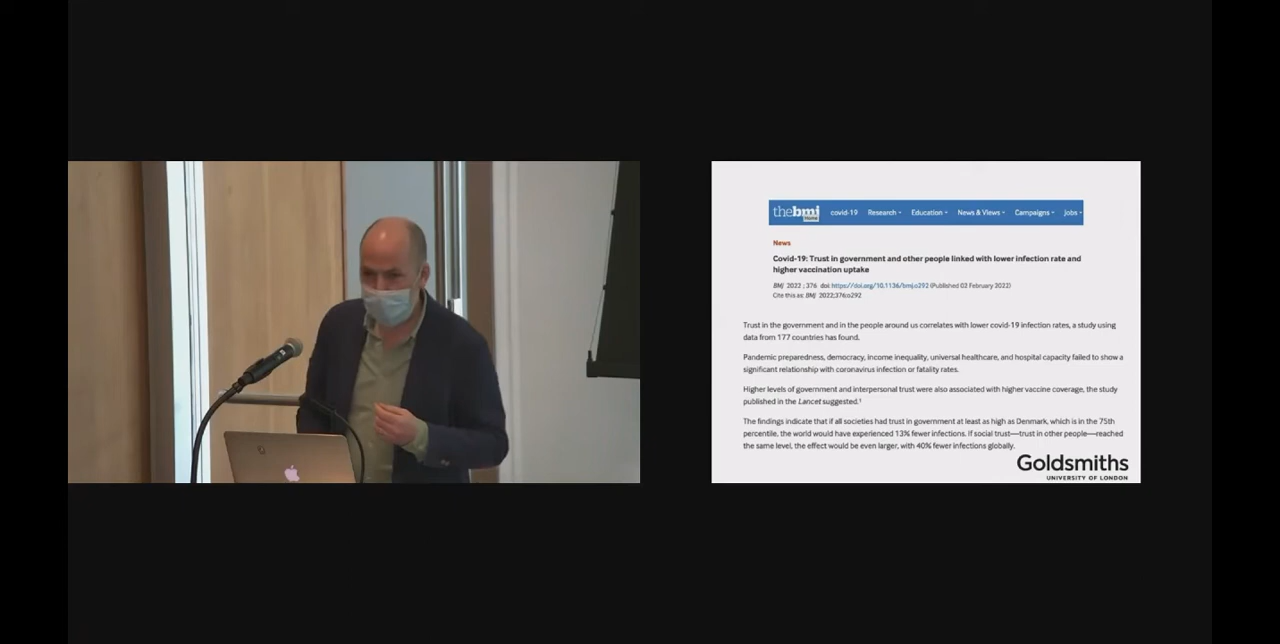 thebmi covid-19 Research Education News & Views Campaigns Jobs
News
Covid-19: Trust in government and other people linked with lower infection rate and
higher vaccination uptake
BMJ 2022 ; 376 doi: https://doi.org/10.1136/bmj.o292 (Published 02 February 2022)
Cite this as: BMJ 2022;376:o292
Trust in the government and in the people around us correlates with lower covid-19 infection rates, a study using
data from 177 countries has found.
Pandemic preparedness, democracy, income inequality, universal healthcare, and hospital capacity failed to show a
significant relationship with coronavirus infection or fatality rates.
Higher levels of government and interpersonal trust were also associated with higher vaccine coverage, the study
published in the Lancet suggested.1
The findings indicate that if all societies had trust in government at least as high as Denmark, which is in the 75th
percentile, the world would have experienced 13% fewer infections. If social trust—trust in other people—reached
the same level, the effect would be even larger, with 40% fewer infections globally.
Goldsmiths
UNIVERSITY OF LONDON